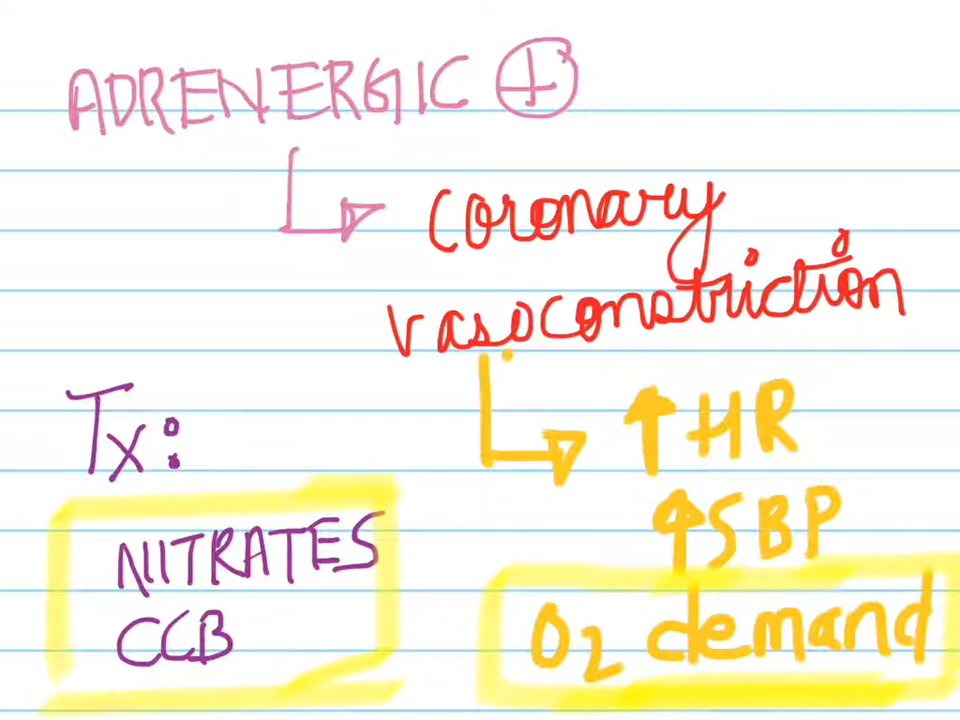 ADRENERGIC ⊕
↳ coronary
vasoconstriction
↳ ↑ HR
↑ SBP
O2 demand
Tx:
NITRATES
CCB